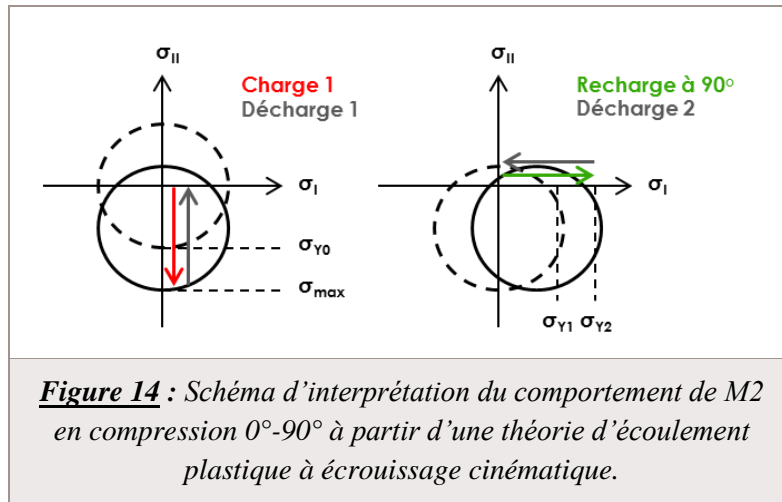 σII
Charge 1
Décharge 1
σI
σY0
σmax
σII
Recharge à 90°
Décharge 2
σI
σY1 σY2
Figure 14 : Schéma d'interprétation du comportement de M2
en compression 0°-90° à partir d'une théorie d'écoulement
plastique à écrouissage cinématique.